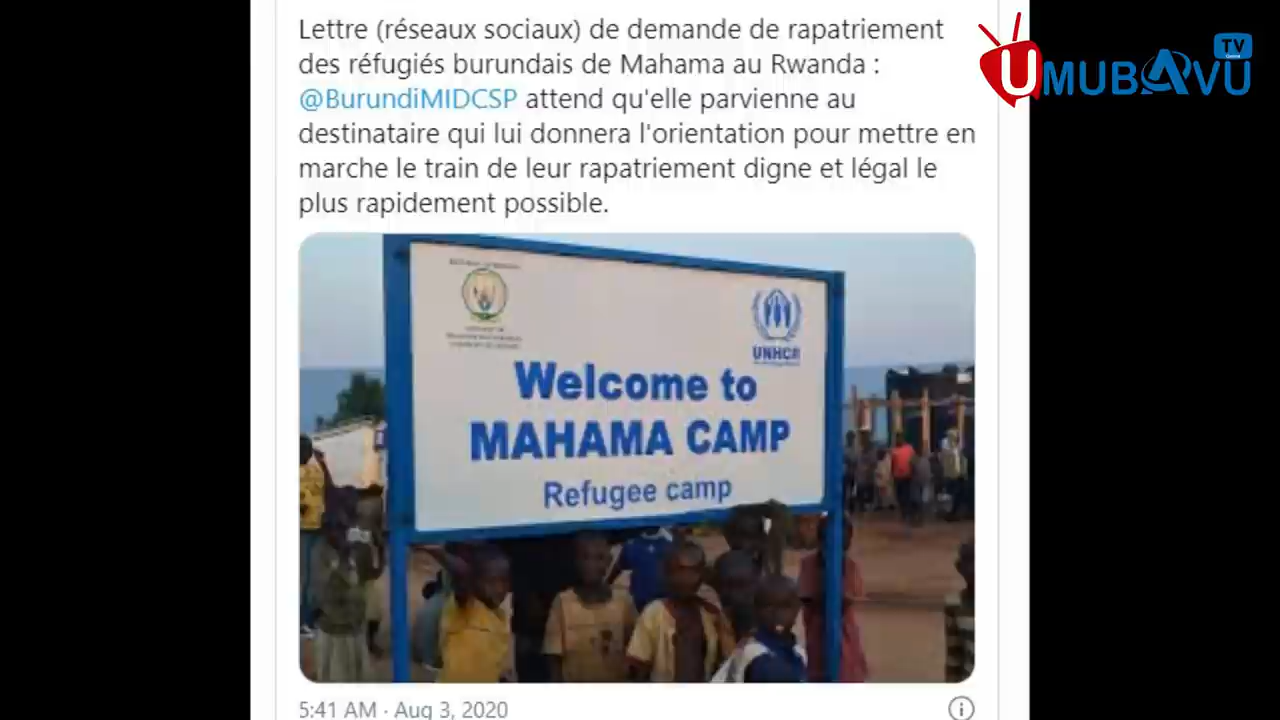 Lettre (réseaux sociaux) de demande de rapatriement
des réfugiés burundais de Mahama au Rwanda :
@BurundiMIDCSP attend qu'elle parvienne au
destinataire qui lui donnera l'orientation pour mettre en
marche le train de leur rapatriement digne et légal le
plus rapidement possible.
UMUBAVU
TV
UNHCR
Welcome to
MAHAMA CAMP
Refugee camp
5:41 AM · Aug 3, 2020